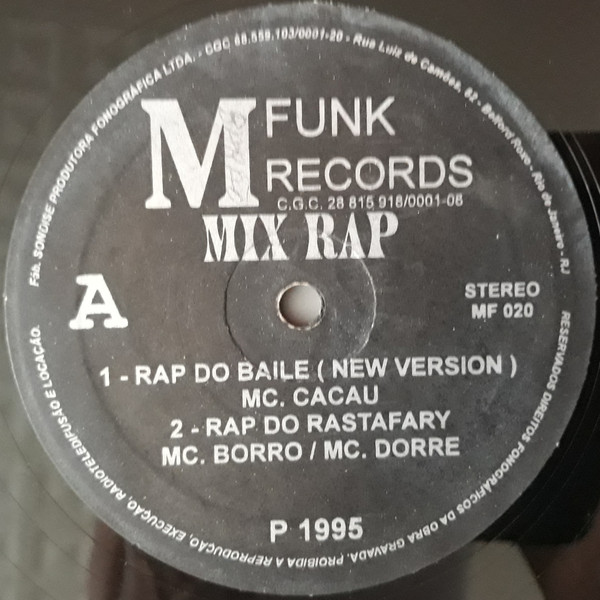 Fáb. SONDISE PRODUTORA FONOGRÁFICA LTDA. - CGC 68.559.103/0001-20 - Rua Luiz de Camões, 82 - Belford Roxo - Rio de Janeiro - RJ
M FUNK
RECORDS
C.G.C. 28 815 918/0001-08
MIX RAP
A
STEREO
MF 020
1 - RAP DO BAILE ( NEW VERSION )
MC. CACAU
2 - RAP DO RASTAFARY
MC. BORRO / MC. DORRE
P 1995
RESERVADOS DIREITOS FONOGRÁFICOS DA OBRA GRAVADA, PROIBIDA A REPRODUÇÃO, EXECUÇÃO, RADIOTELEDIFUSÃO E LOCAÇÃO.